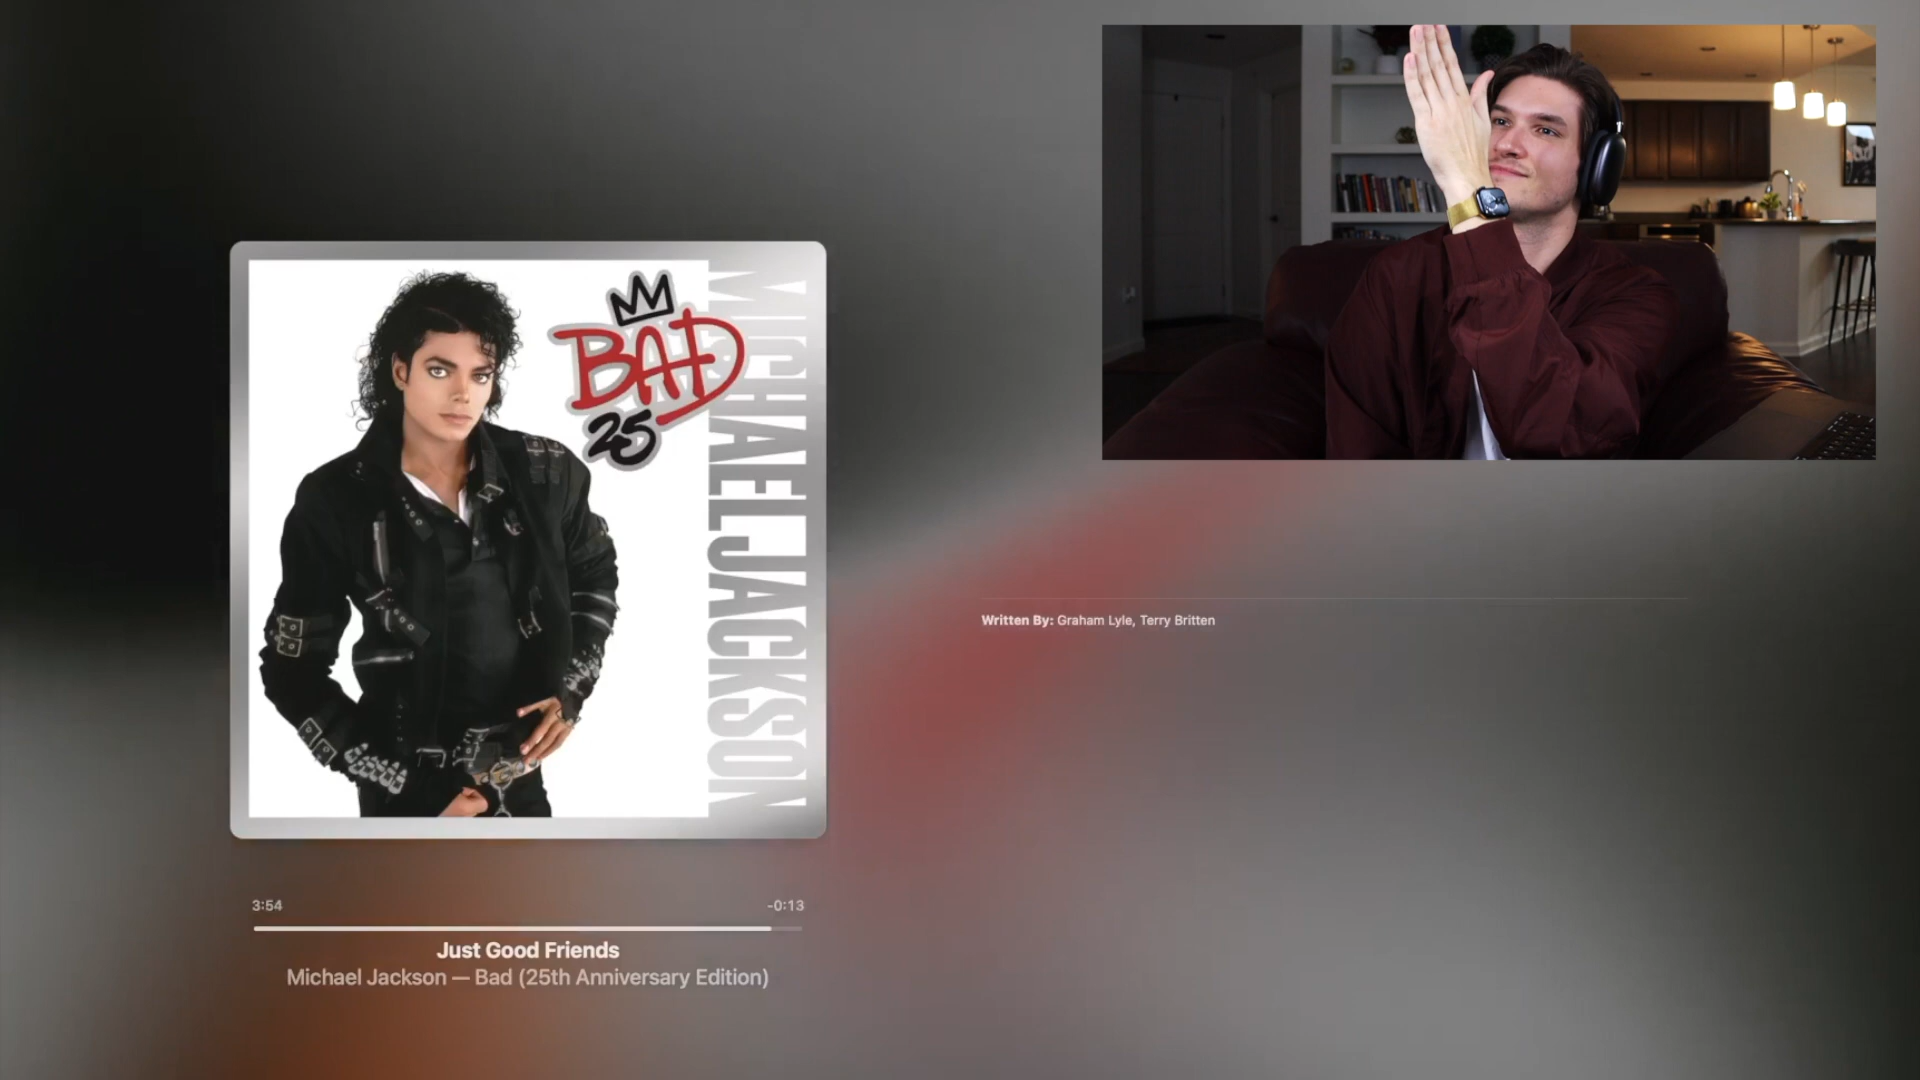 BAD
25
MICHAEL JACKSON
Written By: Graham Lyle, Terry Britten
3:54
-0:13
Just Good Friends
Michael Jackson — Bad (25th Anniversary Edition)